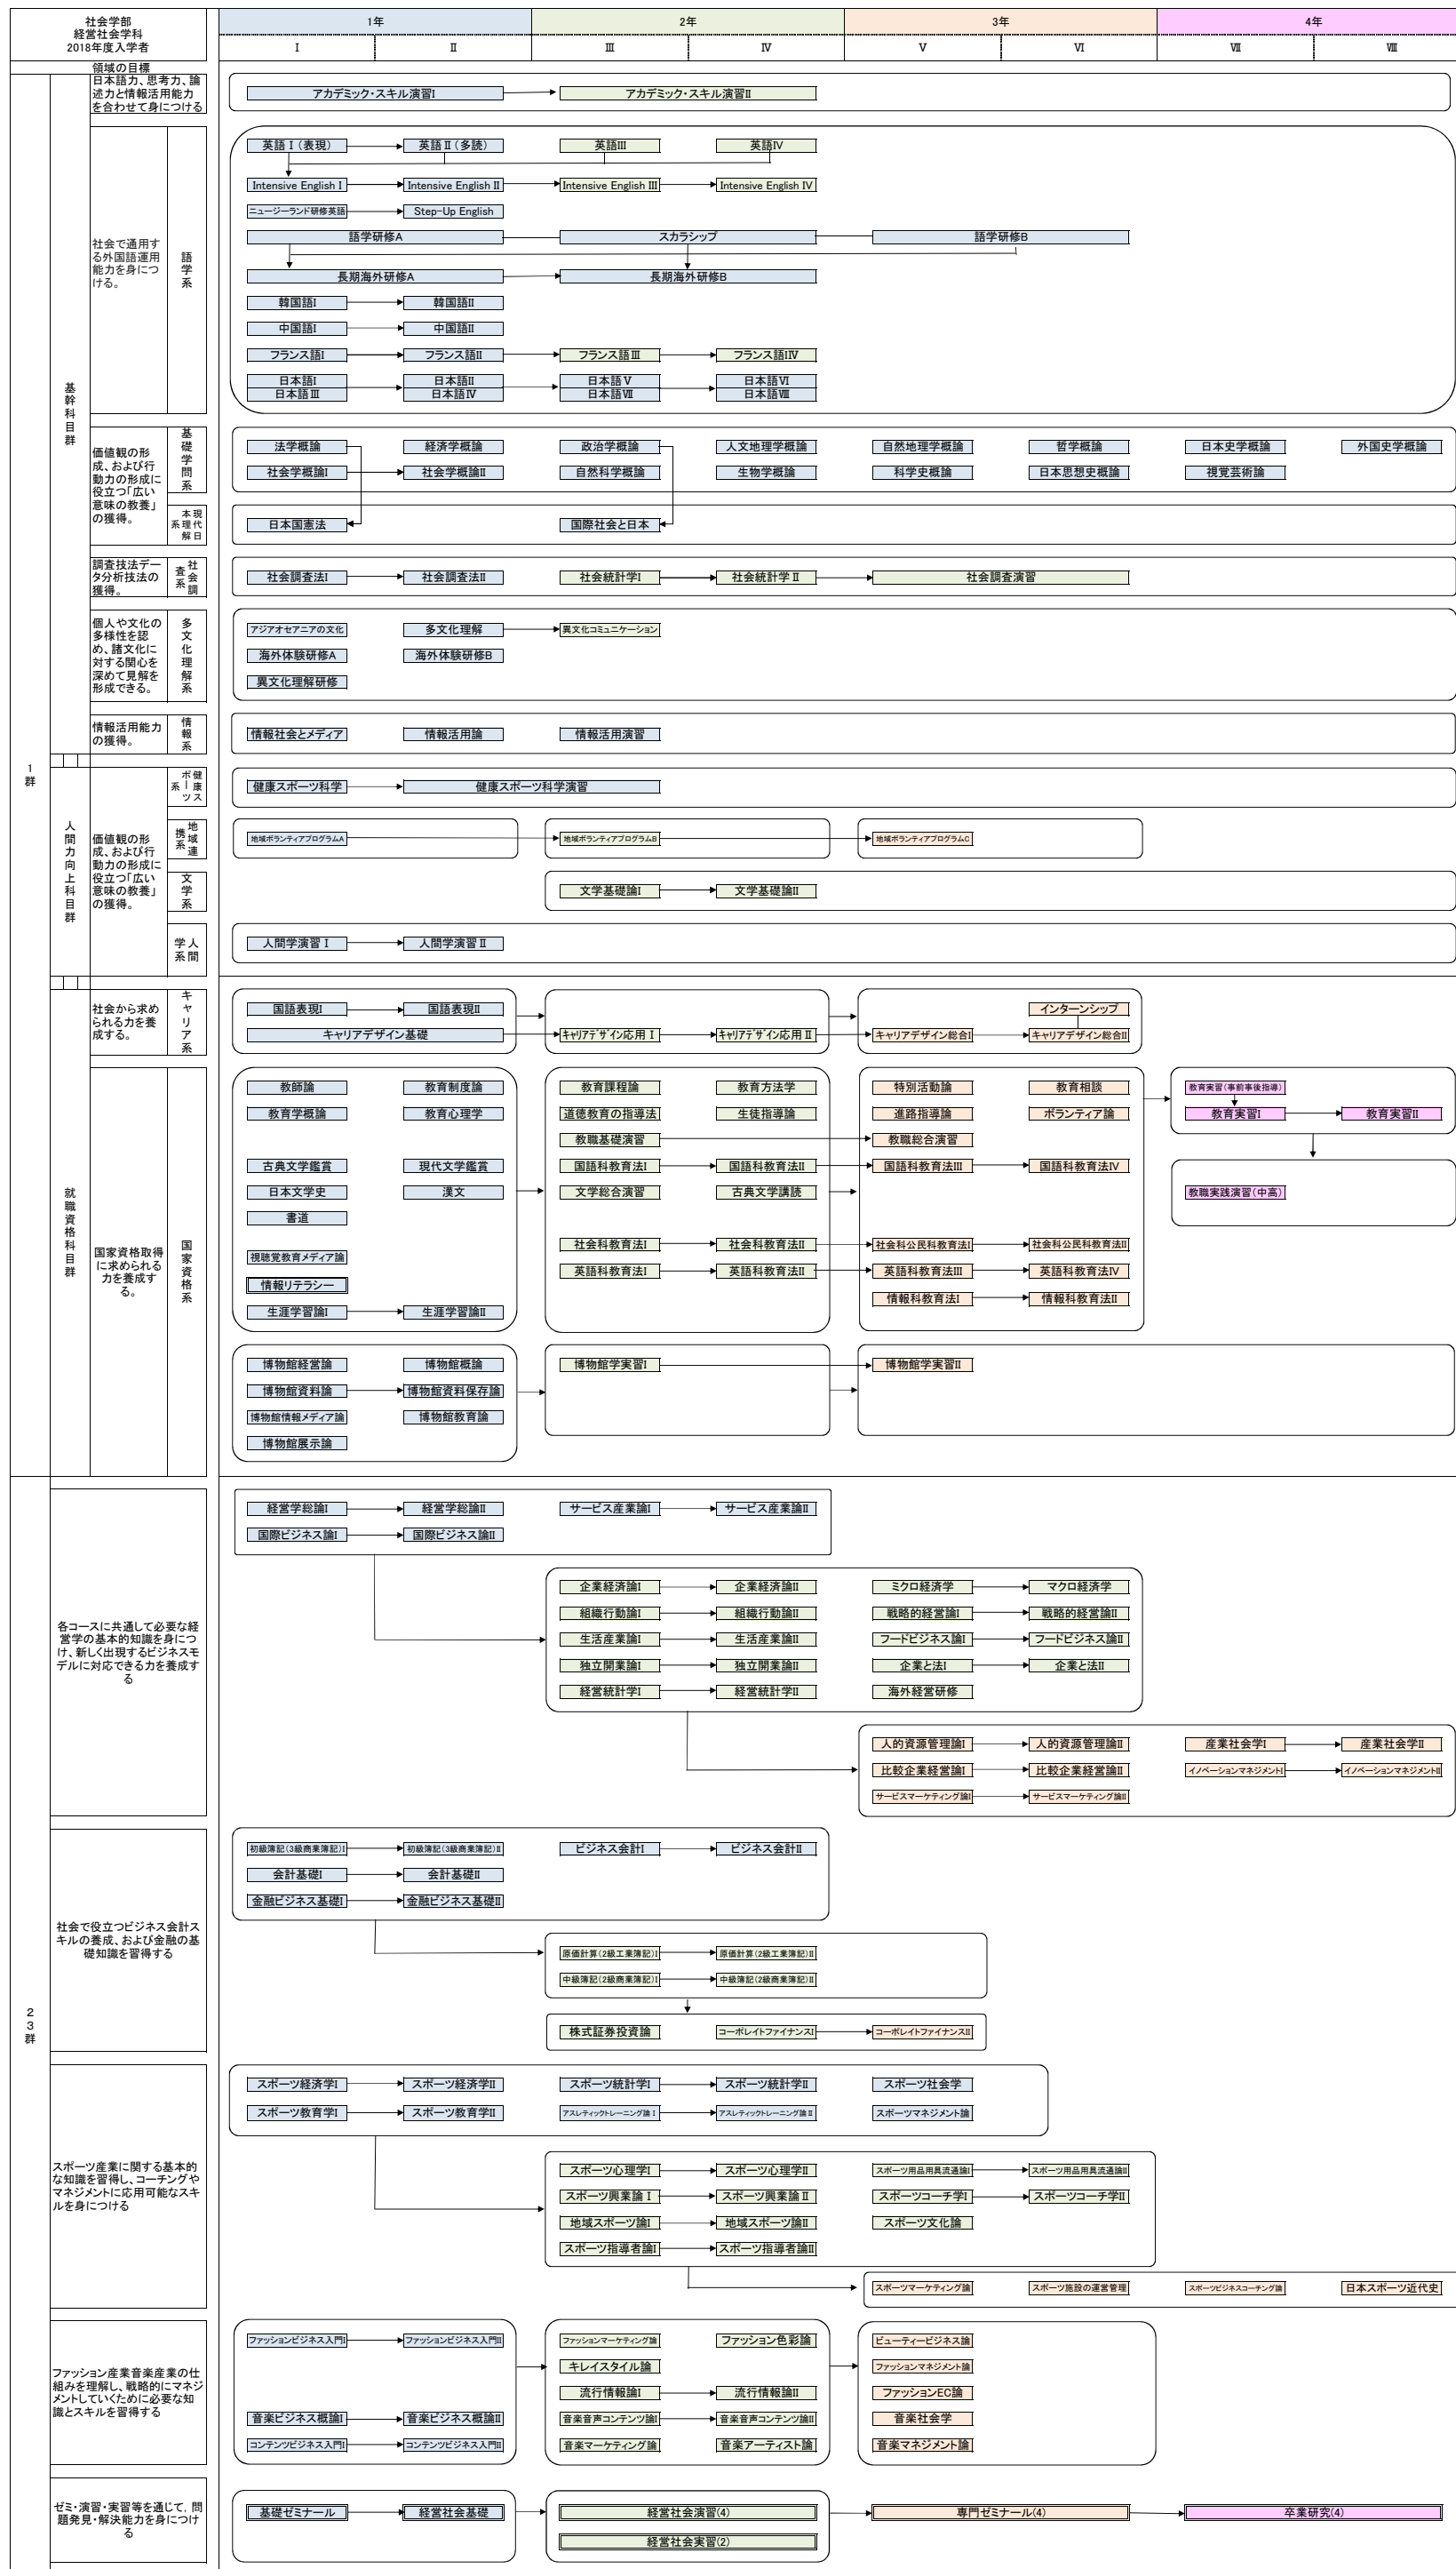 社会学部
経営社会学科
2018年度入学者
1年
2年
3年
4年
Ⅰ
Ⅱ
Ⅲ
Ⅳ
Ⅴ
Ⅵ
Ⅶ
Ⅷ
領域の目標
1
群
基幹科目群
日本語力、思考力、論
述力と情報活用能力
を合わせて身につける
アカデミック・スキル演習I
アカデミック・スキル演習II
社会で通用す
る外国語運用
能力を身につ
ける。
語学系
英語Ⅰ(表現)
英語Ⅱ(多読)
英語III
英語IV
Intensive English I
Intensive English II
Intensive English III
Intensive English IV
ニュージーランド研修英語
Step-Up English
語学研修A
スカラシップ
語学研修B
長期海外研修A
長期海外研修B
韓国語I
韓国語II
中国語I
中国語II
フランス語I
フランス語II
フランス語Ⅲ
フランス語IIV
日本語I
日本語II
日本語Ⅴ
日本語VI
日本語Ⅲ
日本語IV
日本語VII
日本語VIII
価値観の形
成、および行
動力の形成に
役立つ「広い
意味の教養」
の獲得。
基礎学問系
法学概論
経済学概論
政治学概論
人文地理学概論
自然地理学概論
哲学概論
日本史学概論
外国史学概論
社会学概論I
社会学概論II
自然科学概論
生物学概論
科学史概論
日本思想史概論
視覚芸術論
現代日
本理解
系
日本国憲法
国際社会と日本
調査技法デー
タ分析技法の
獲得。
社会調
査系
社会調査法I
社会調査法II
社会統計学I
社会統計学Ⅱ
社会調査演習
個人や文化の
多様性を認
め、諸文化に
対する関心を
深めて見解を
形成できる。
多文化理解系
アジアオセアニアの文化
多文化理解
異文化コミュニケーション
海外体験研修A
海外体験研修B
異文化理解研修
情報活用能力
の獲得。
情報系
情報社会とメディア
情報活用論
情報活用演習
人間力向上科目群
価値観の形
成、および行
動力の形成に
役立つ「広い
意味の教養」
の獲得。
健康ス
ポーツ
系
健康スポーツ科学
健康スポーツ科学演習
地域連
携系
地域ボランティアプログラムA
地域ボランティアプログラムB
地域ボランティアプログラムC
文学系
文学基礎論I
文学基礎論II
人間
学系
人間学演習Ⅰ
人間学演習Ⅱ
就職資格科目群
社会から求め
られる力を養
成する。
キャリア系
国語表現I
国語表現II
インターンシップ
キャリアデザイン基礎
キャリアデザイン応用Ⅰ
キャリアデザイン応用Ⅱ
キャリアデザイン総合I
キャリアデザイン総合II
国家資格取得
に求められる
力を養成す
る。
国家資格系
教師論
教育制度論
教育課程論
教育方法学
特別活動論
教育相談
教育実習(事前事後指導)
教育学概論
教育心理学
道徳教育の指導法
生徒指導論
進路指導論
ボランティア論
教育実習I
教育実習II
教職基礎演習
教職総合演習
古典文学鑑賞
現代文学鑑賞
国語科教育法I
国語科教育法II
国語科教育法III
国語科教育法IV
日本文学史
漢文
文学総合演習
古典文学講読
教職実践演習(中高)
書道
社会科教育法I
社会科教育法II
社会科公民科教育法I
社会科公民科教育法II
視聴覚教育メディア論
英語科教育法I
英語科教育法II
英語科教育法III
英語科教育法IV
情報リテラシー
情報科教育法I
情報科教育法II
生涯学習論I
生涯学習論II
博物館経営論
博物館概論
博物館学実習I
博物館学実習II
博物館資料論
博物館資料保存論
博物館情報メディア論
博物館教育論
博物館展示論
2
3
群
各コースに共通して必要な経
営学の基本的知識を身につ
け、新しく出現するビジネスモ
デルに対応できる力を養成す
る
経営学総論I
経営学総論II
サービス産業論I
サービス産業論II
国際ビジネス論I
国際ビジネス論II
企業経済論I
企業経済論II
ミクロ経済学
マクロ経済学
組織行動論I
組織行動論II
戦略的経営論I
戦略的経営論II
生活産業論I
生活産業論II
フードビジネス論I
フードビジネス論II
独立開業論I
独立開業論II
企業と法I
企業と法II
経営統計学I
経営統計学II
海外経営研修
人的資源管理論I
人的資源管理論II
産業社会学I
産業社会学II
比較企業経営論I
比較企業経営論II
イノベーションマネジメントI
イノベーションマネジメントII
サービスマーケティング論I
サービスマーケティング論II
社会で役立つビジネス会計ス
キルの養成、および金融の基
礎知識を習得する
初級簿記(3級商業簿記)I
初級簿記(3級商業簿記)II
ビジネス会計I
ビジネス会計II
会計基礎I
会計基礎II
金融ビジネス基礎I
金融ビジネス基礎II
原価計算(2級工業簿記)I
原価計算(2級工業簿記)II
中級簿記(2級商業簿記)I
中級簿記(2級商業簿記)II
株式証券投資論
コーポレイトファイナンスI
コーポレイトファイナンスII
スポーツ産業に関する基本的
な知識を習得し、コーチングや
マネジメントに応用可能なスキ
ルを身につける
スポーツ経済学I
スポーツ経済学II
スポーツ統計学I
スポーツ統計学II
スポーツ社会学
スポーツ教育学I
スポーツ教育学II
アスレティックトレーニング論Ⅰ
アスレティックトレーニング論Ⅱ
スポーツマネジメント論
スポーツ心理学I
スポーツ心理学II
スポーツ用品用具流通論I
スポーツ用品用具流通論II
スポーツ興業論Ⅰ
スポーツ興業論Ⅱ
スポーツコーチ学I
スポーツコーチ学II
地域スポーツ論I
地域スポーツ論II
スポーツ文化論
スポーツ指導者論I
スポーツ指導者論II
スポーツマーケティング論
スポーツ施設の運営管理
スポーツビジネスコーチング論
日本スポーツ近代史
ファッション産業音楽産業の仕
組みを理解し、戦略的にマネジ
メントしていくために必要な知
識とスキルを習得する
ファッションビジネス入門I
ファッションビジネス入門II
ファッションマーケティング論
ファッション色彩論
ビューティービジネス論
キレイスタイル論
ファッションマネジメント論
流行情報論I
流行情報論II
ファッションEC論
音楽ビジネス概論I
音楽ビジネス概論II
音楽音声コンテンツ論I
音楽音声コンテンツ論II
音楽社会学
コンテンツビジネス入門I
コンテンツビジネス入門II
音楽マーケティング論
音楽アーティスト論
音楽マネジメント論
ゼミ・演習・実習等を通じて，問
題発見・解決能力を身につけ
る
基礎ゼミナール
経営社会基礎
経営社会演習(4)
専門ゼミナール(4)
卒業研究(4)
経営社会実習(2)